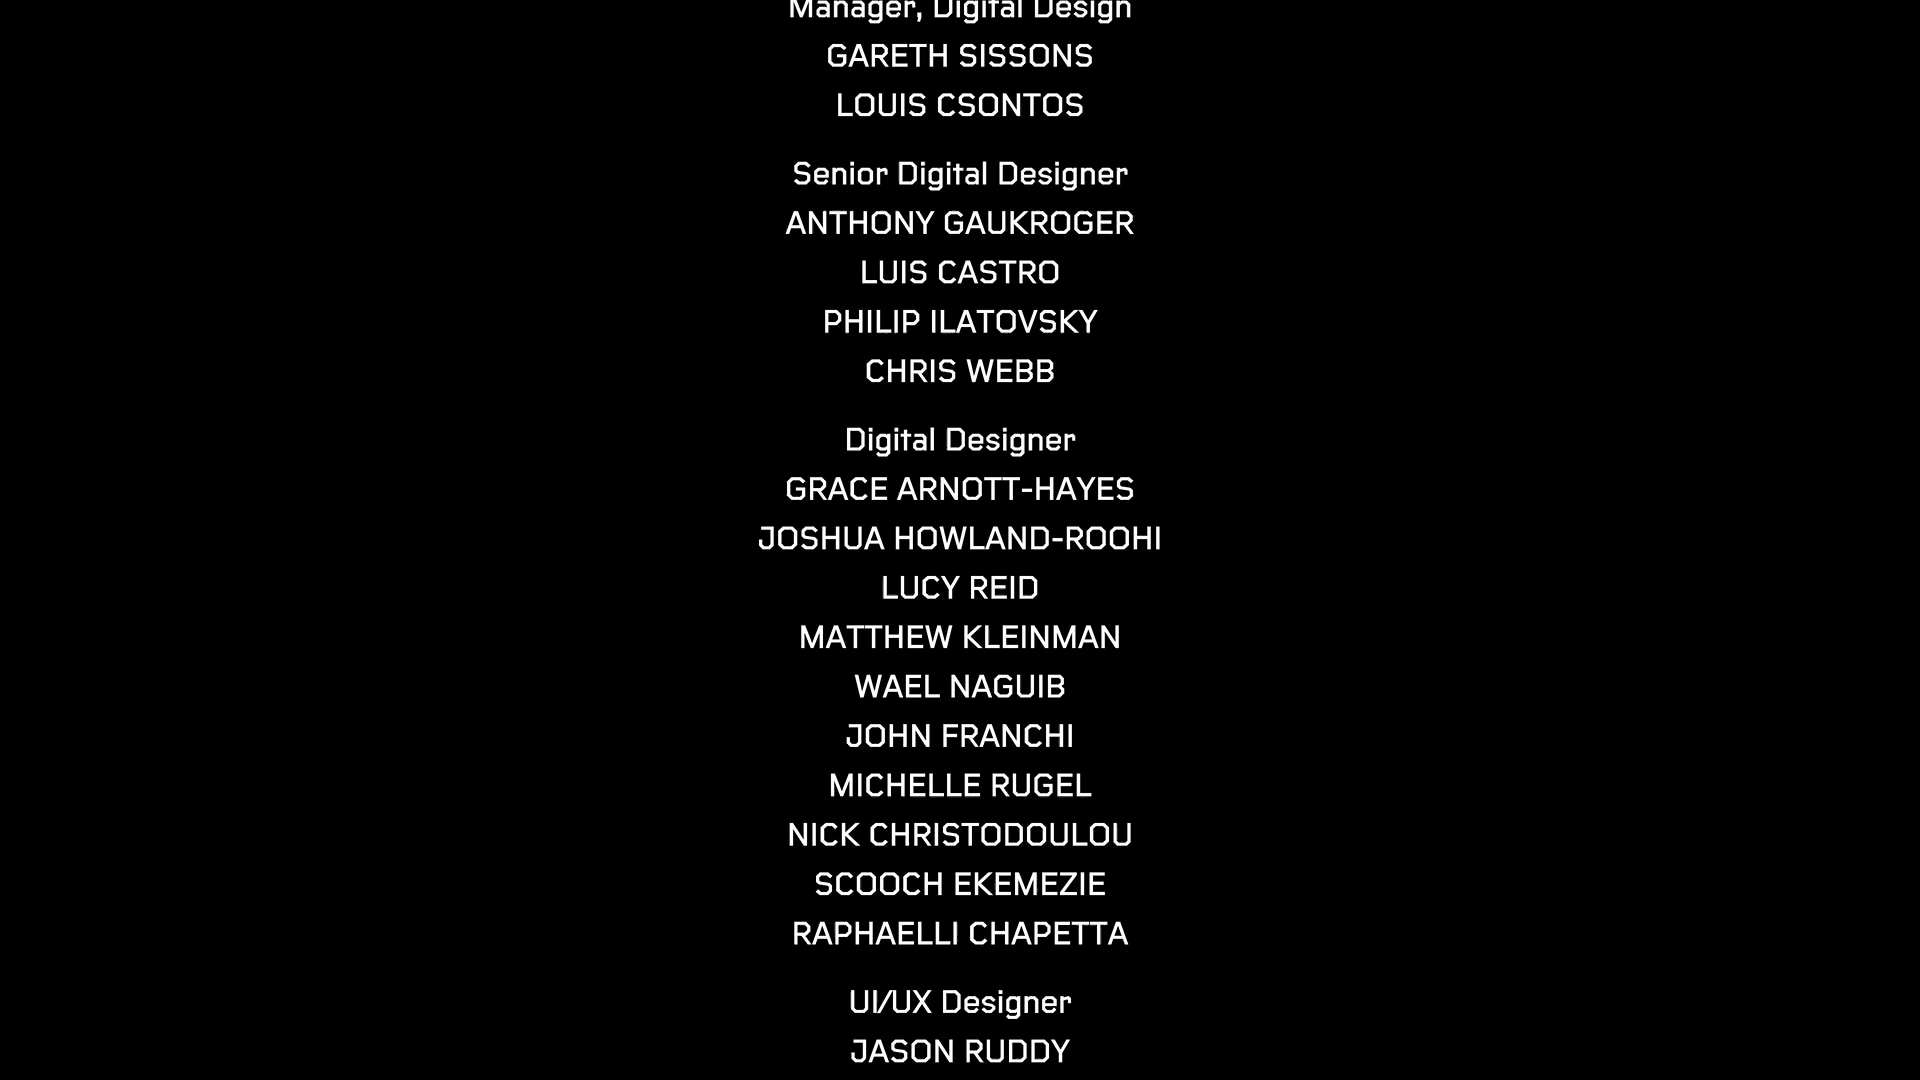 Manager, Digital Design
GARETH SISSONS
LOUIS CSONTOS
Senior Digital Designer
ANTHONY GAUKROGER
LUIS CASTRO
PHILIP ILATOVSKY
CHRIS WEBB
Digital Designer
GRACE ARNOTT-HAYES
JOSHUA HOWLAND-ROOHI
LUCY REID
MATTHEW KLEINMAN
WAEL NAGUIB
JOHN FRANCHI
MICHELLE RUGEL
NICK CHRISTODOULOU
SCOOCH EKEMEZIE
RAPHAELLI CHAPETTA
UI/UX Designer
JASON RUDDY